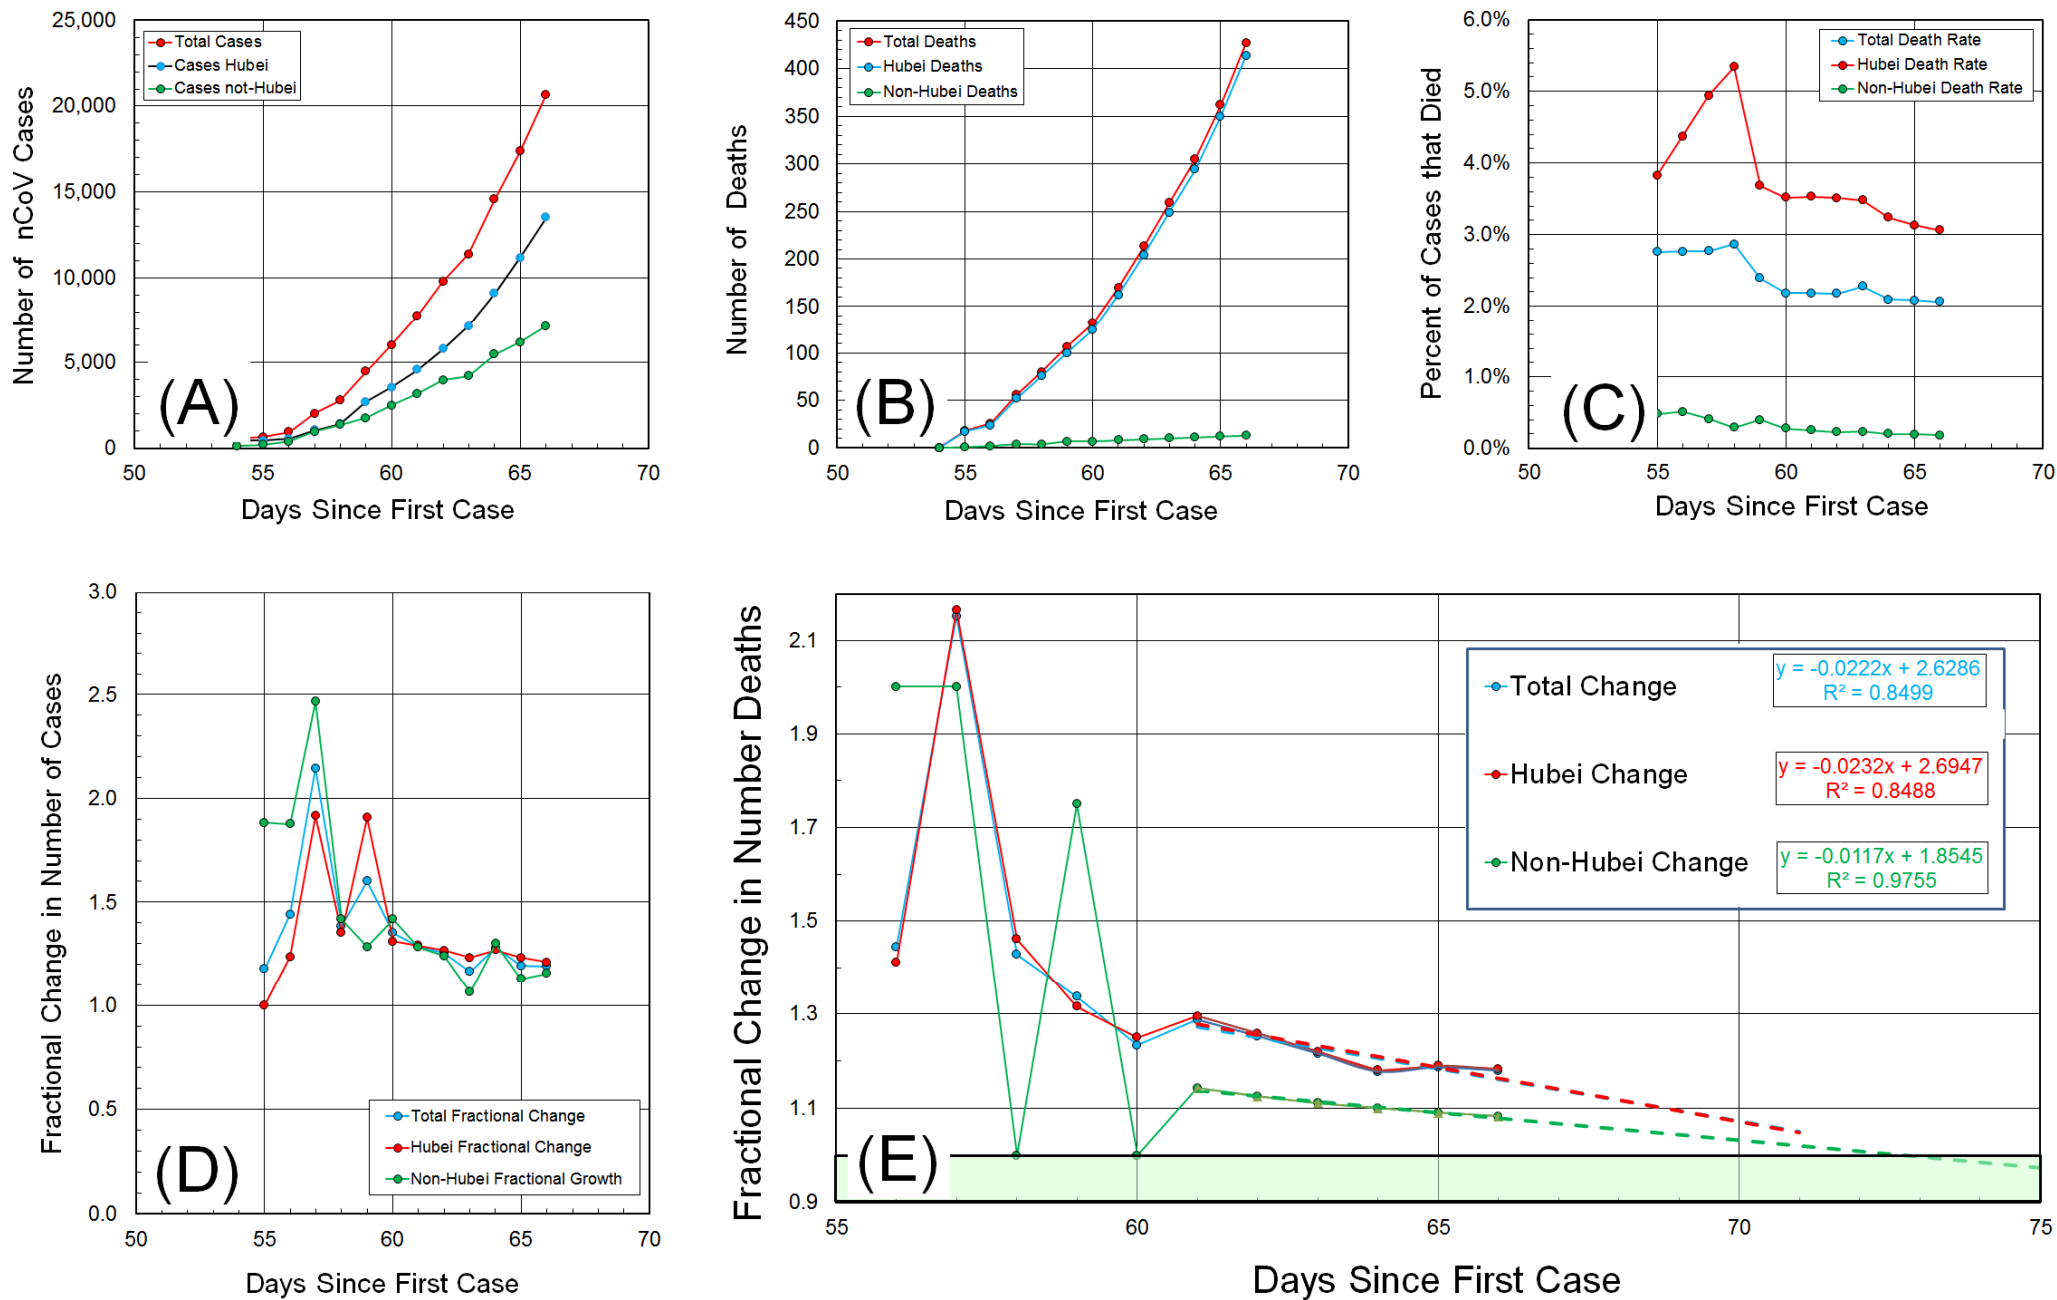 Number of nCoV Cases
25,000
20,000
15,000
10,000
5,000
0
Total Cases
Cases Hubei
Cases not-Hubei
(A)
50 55 60 65 70
Days Since First Case
Number of Deaths
450
400
350
300
250
200
150
100
50
0
Total Deaths
Hubei Deaths
Non-Hubei Deaths
(B)
50 55 60 65 70
Days Since First Case
Percent of Cases that Died
6.0%
5.0%
4.0%
3.0%
2.0%
1.0%
0.0%
Total Death Rate
Hubei Death Rate
Non-Hubei Death Rate
(C)
50 55 60 65 70
Days Since First Case
Fractional Change in Number of Cases
3.0
2.5
2.0
1.5
1.0
0.5
0.0
Total Fractional Change
Hubei Fractional Change
Non-Hubei Fractional Growth
(D)
50 55 60 65 70
Days Since First Case
Fractional Change in Number Deaths
2.1
1.9
1.7
1.5
1.3
1.1
0.9
Total Change
y = -0.0222x + 2.6286
R² = 0.8499
Hubei Change
y = -0.0232x + 2.6947
R² = 0.8488
Non-Hubei Change
y = -0.0117x + 1.8545
R² = 0.9755
(E)
55 60 65 70 75
Days Since First Case